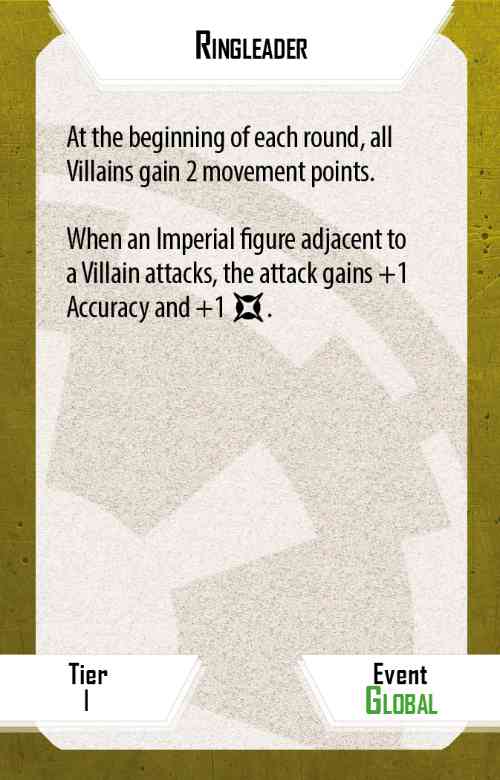 Ringleader
At the beginning of each round, all
Villains gain 2 movement points.
When an Imperial figure adjacent to
a Villain attacks, the attack gains +1
Accuracy and +1 .
Tier
I
Event
Global